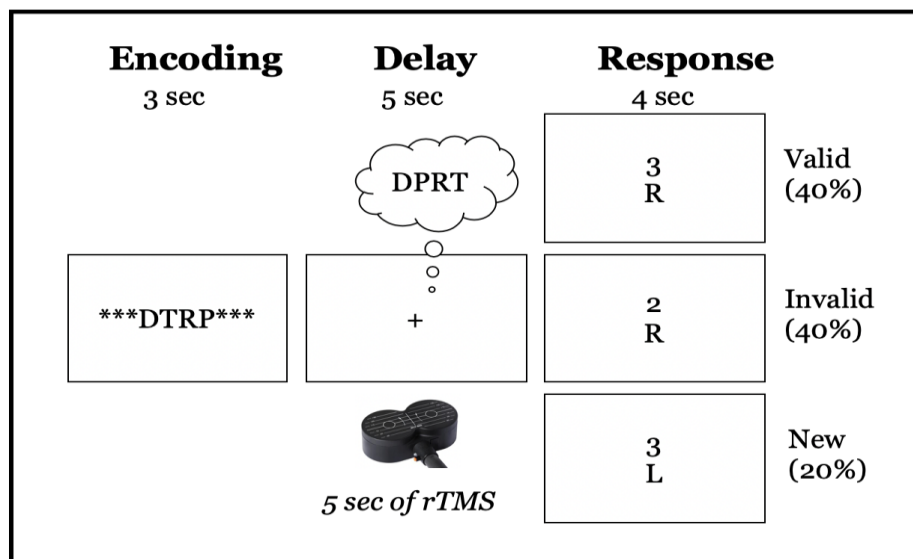 Encoding
3 sec
Delay
5 sec
Response
4 sec
DPRT
***DTRP***
+
5 sec of rTMS
3
R
Valid
(40%)
2
R
Invalid
(40%)
3
L
New
(20%)